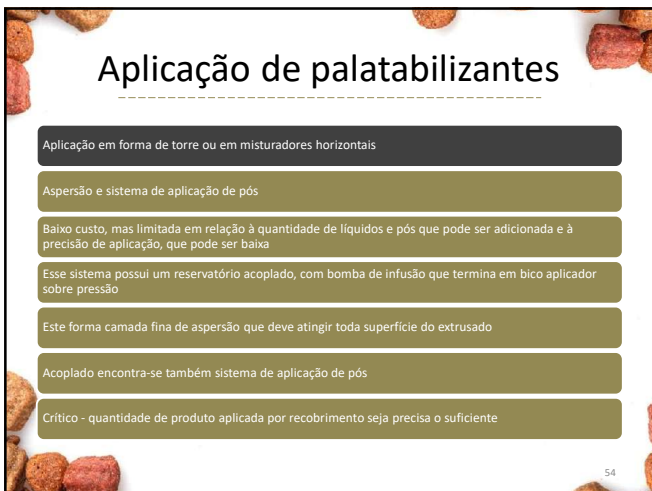 Aplicação de palatabilizantes
Aplicação em forma de torre ou em misturadores horizontais
Aspersão e sistema de aplicação de pós
Baixo custo, mas limitada em relação à quantidade de líquidos e pós que pode ser adicionada e à
precisão de aplicação, que pode ser baixa
Esse sistema possui um reservatório acoplado, com bomba de infusão que termina em bico aplicador
sobre pressão
Este forma camada fina de aspersão que deve atingir toda superfície do extrusado
Acoplado encontra-se também sistema de aplicação de pós
Crítico - quantidade de produto aplicada por recobrimento seja precisa o suficiente
54